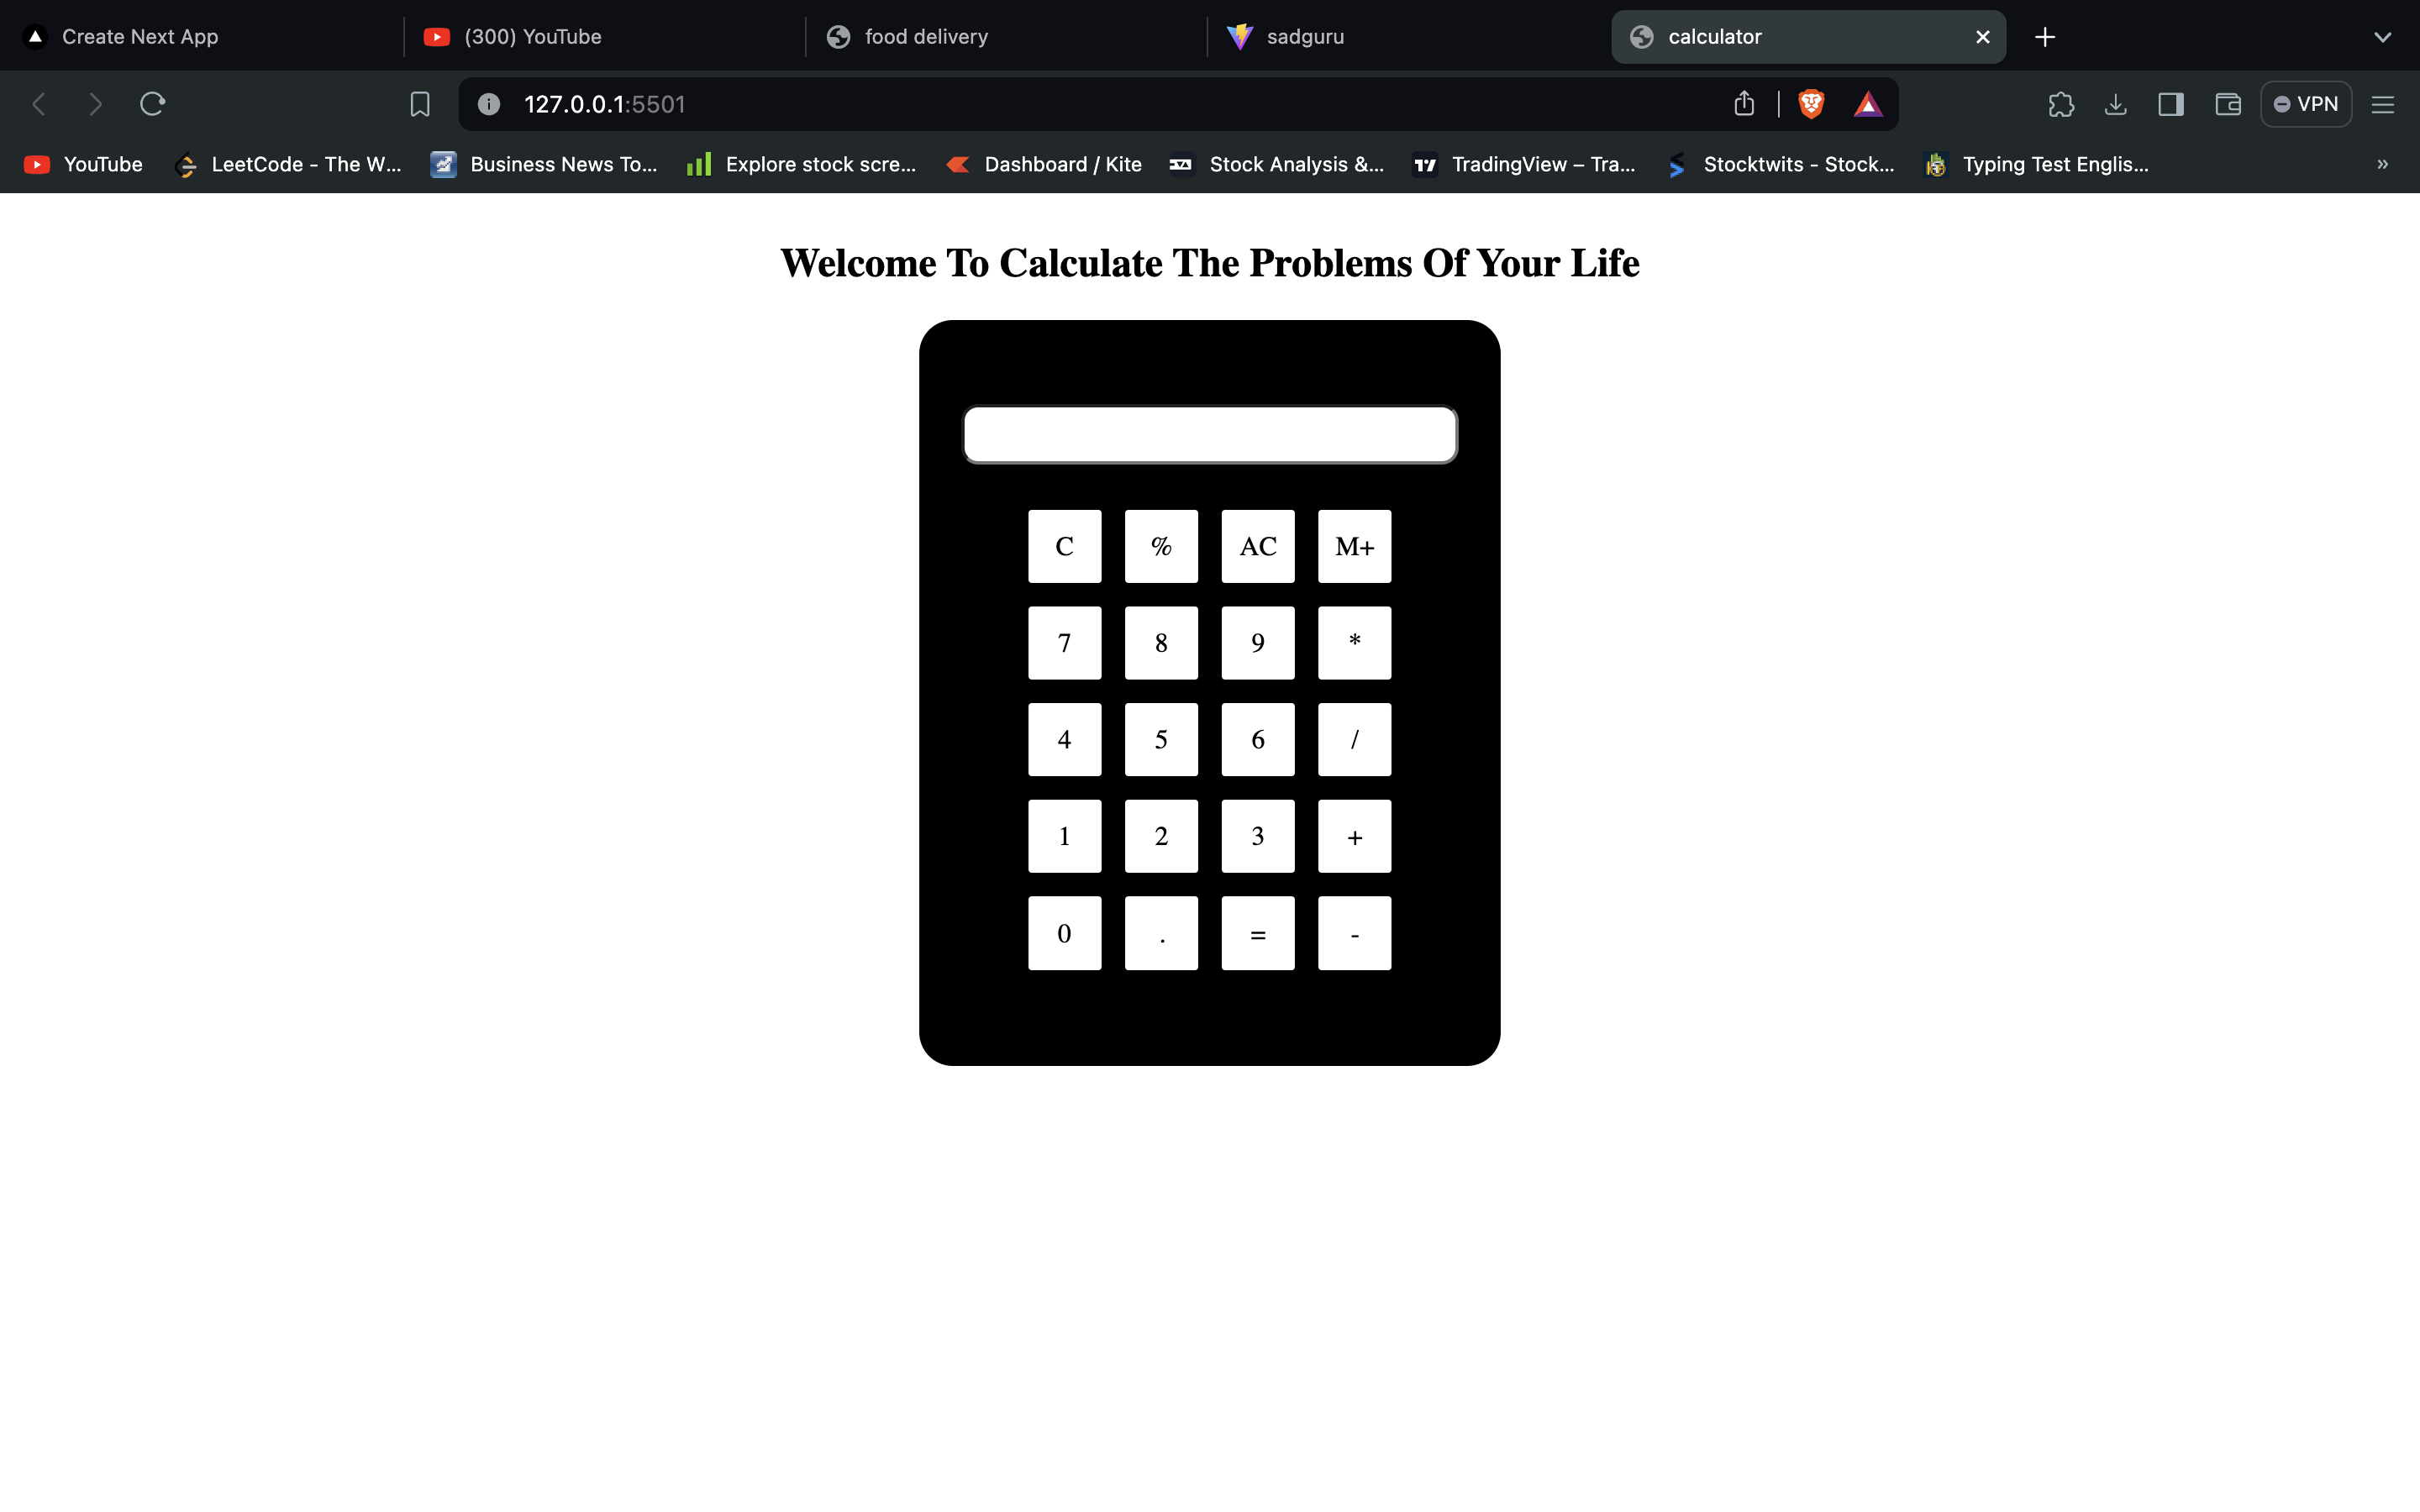 Create Next App
(300) YouTube
food delivery
sadguru
calculator
127.0.0.1:5501
VPN
YouTube
LeetCode - The W...
Business News To...
Explore stock scre...
Dashboard / Kite
Stock Analysis &...
TradingView – Tra...
Stocktwits - Stock...
Typing Test Englis...
Welcome To Calculate The Problems Of Your Life
C % AC M+
7 8 9 *
4 5 6 /
1 2 3 +
0 . = -